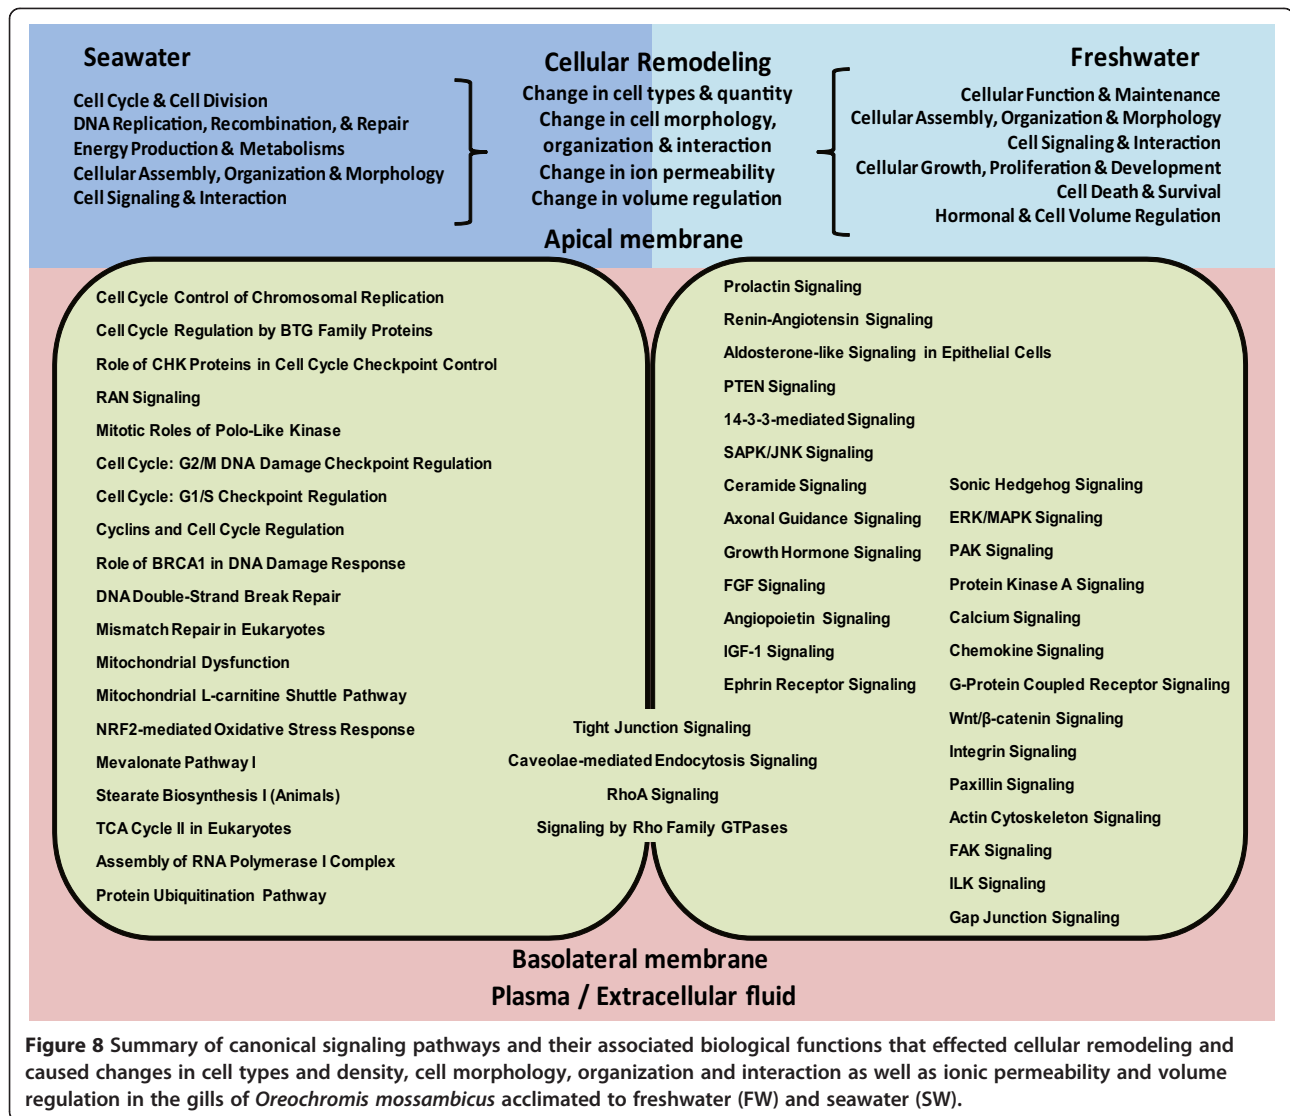 Seawater
Cell Cycle & Cell Division
DNA Replication, Recombination, & Repair
Energy Production & Metabolisms
Cellular Assembly, Organization & Morphology
Cell Signaling & Interaction
Cellular Remodeling
Change in cell types & quantity
Change in cell morphology,
organization & interaction
Change in ion permeability
Change in volume regulation
Freshwater
Cellular Function & Maintenance
Cellular Assembly, Organization & Morphology
Cell Signaling & Interaction
Cellular Growth, Proliferation & Development
Cell Death & Survival
Hormonal & Cell Volume Regulation
Apical membrane
Cell Cycle Control of Chromosomal Replication
Cell Cycle Regulation by BTG Family Proteins
Role of CHK Proteins in Cell Cycle Checkpoint Control
RAN Signaling
Mitotic Roles of Polo-Like Kinase
Cell Cycle: G2/M DNA Damage Checkpoint Regulation
Cell Cycle: G1/S Checkpoint Regulation
Cyclins and Cell Cycle Regulation
Role of BRCA1 in DNA Damage Response
DNA Double-Strand Break Repair
Mismatch Repair in Eukaryotes
Mitochondrial Dysfunction
Mitochondrial L-carnitine Shuttle Pathway
NRF2-mediated Oxidative Stress Response
Mevalonate Pathway I
Stearate Biosynthesis I (Animals)
TCA Cycle II in Eukaryotes
Assembly of RNA Polymerase I Complex
Protein Ubiquitination Pathway
Tight Junction Signaling
Caveolae-mediated Endocytosis Signaling
RhoA Signaling
Signaling by Rho Family GTPases
Prolactin Signaling
Renin-Angiotensin Signaling
Aldosterone-like Signaling in Epithelial Cells
PTEN Signaling
14-3-3-mediated Signaling
SAPK/JNK Signaling
Ceramide Signaling
Axonal Guidance Signaling
Growth Hormone Signaling
FGF Signaling
Angiopoietin Signaling
IGF-1 Signaling
Ephrin Receptor Signaling
Sonic Hedgehog Signaling
ERK/MAPK Signaling
PAK Signaling
Protein Kinase A Signaling
Calcium Signaling
Chemokine Signaling
G-Protein Coupled Receptor Signaling
Wnt/β-catenin Signaling
Integrin Signaling
Paxillin Signaling
Actin Cytoskeleton Signaling
FAK Signaling
ILK Signaling
Gap Junction Signaling
Basolateral membrane
Plasma / Extracellular fluid
Figure 8 Summary of canonical signaling pathways and their associated biological functions that effected cellular remodeling and
caused changes in cell types and density, cell morphology, organization and interaction as well as ionic permeability and volume
regulation in the gills of Oreochromis mossambicus acclimated to freshwater (FW) and seawater (SW).